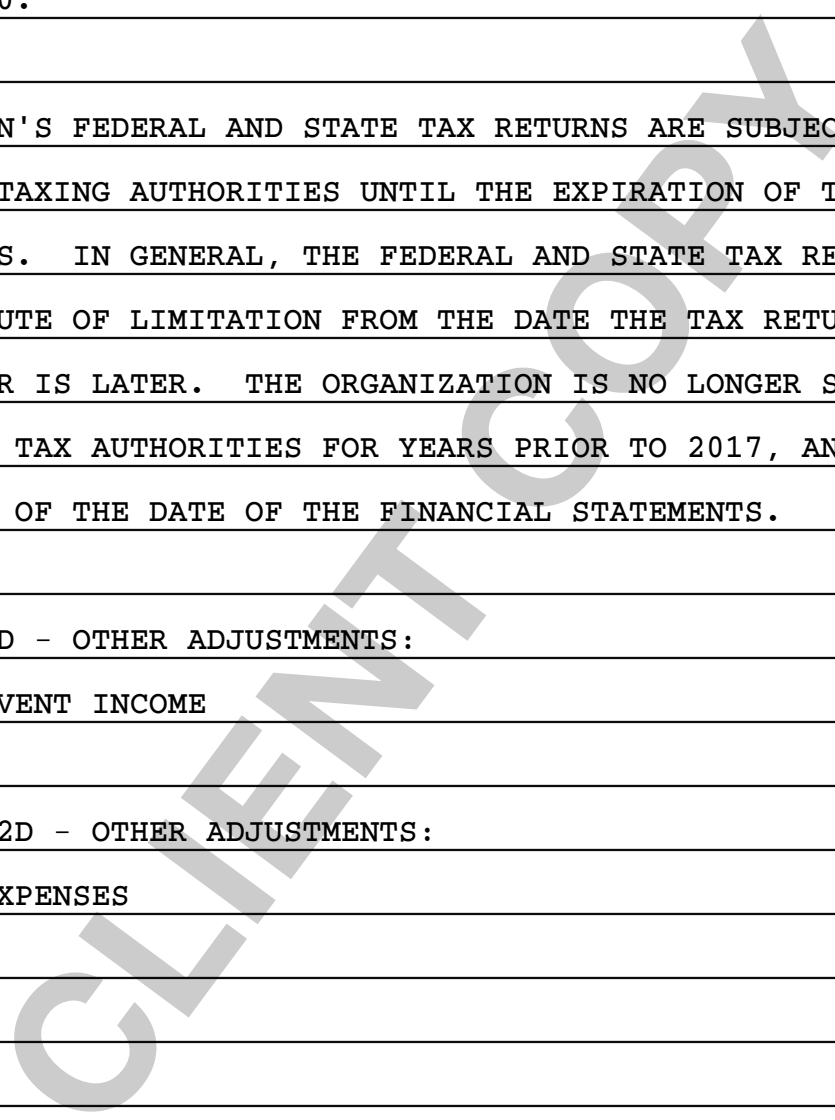 0.
N'S FEDERAL AND STATE TAX RETURNS ARE SUBJEC
TAXING AUTHORITIES UNTIL THE EXPIRATION OF T
S. IN GENERAL, THE FEDERAL AND STATE TAX RE
UTE OF LIMITATION FROM THE DATE THE TAX RETU
R IS LATER. THE ORGANIZATION IS NO LONGER S
TAX AUTHORITIES FOR YEARS PRIOR TO 2017, AN
OF THE DATE OF THE FINANCIAL STATEMENTS.
D - OTHER ADJUSTMENTS:
VENT INCOME
2D - OTHER ADJUSTMENTS:
XPENSES
CLIENT COPY